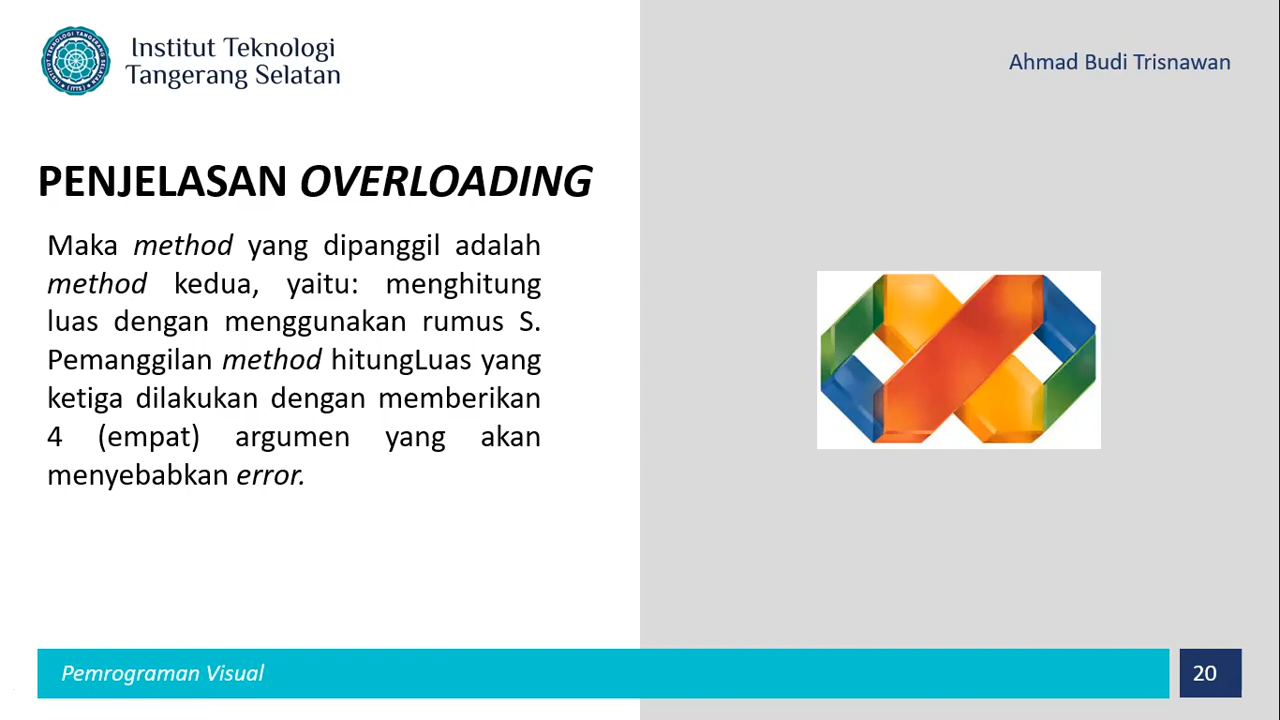 Institut Teknologi
Tangerang Selatan
Ahmad Budi Trisnawan
PENJELASAN OVERLOADING
Maka method yang dipanggil adalah
method kedua, yaitu: menghitung
luas dengan menggunakan rumus S.
Pemanggilan method hitungLuas yang
ketiga dilakukan dengan memberikan
4 (empat) argumen yang akan
menyebabkan error.
Pemrograman Visual
20